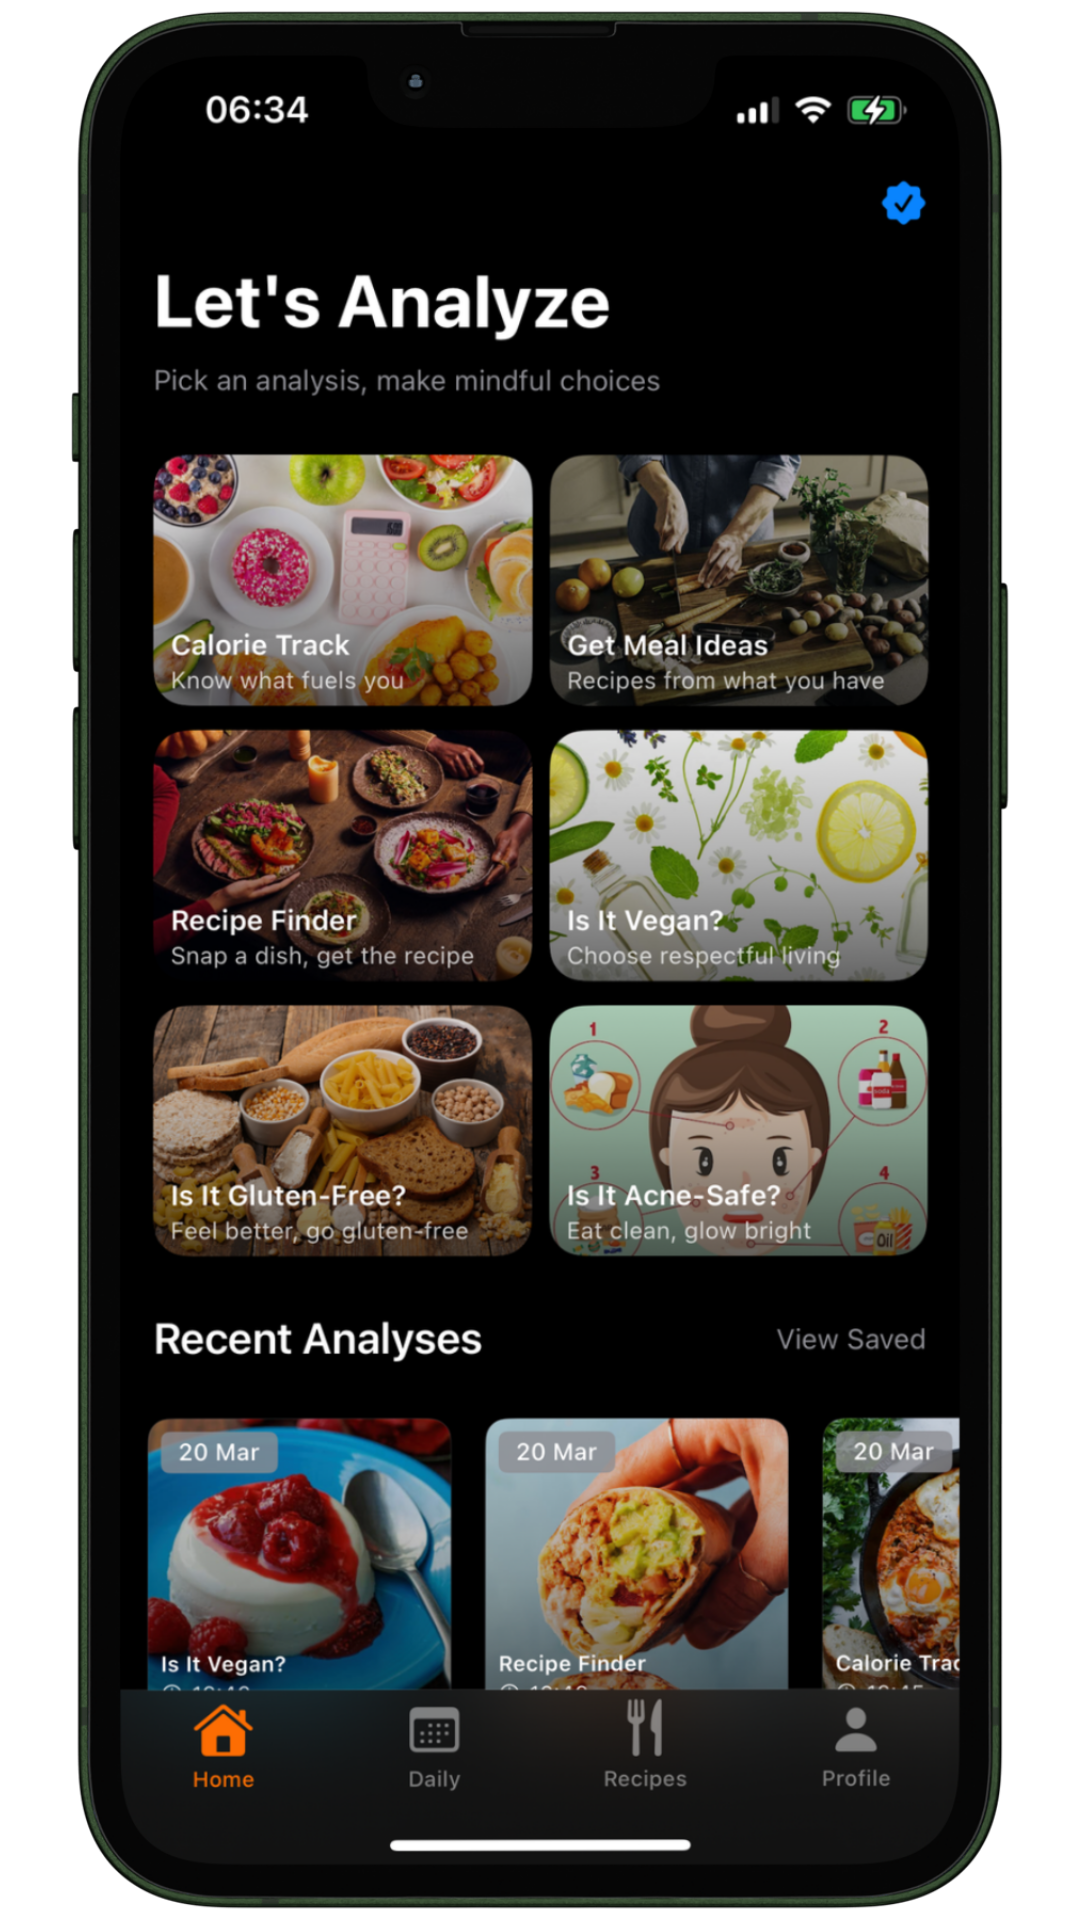 06:34
Let's Analyze
Pick an analysis, make mindful choices
Calorie Track
Know what fuels you
Get Meal Ideas
Recipes from what you have
Recipe Finder
Snap a dish, get the recipe
Is It Vegan?
Choose respectful living
Is It Gluten-Free?
Feel better, go gluten-free
1
2
3
4
Oil
Is It Acne-Safe?
Eat clean, glow bright
Recent Analyses
View Saved
20 Mar
Is It Vegan?
20 Mar
Recipe Finder
20 Mar
Calorie
Home
Daily
Recipes
Profile